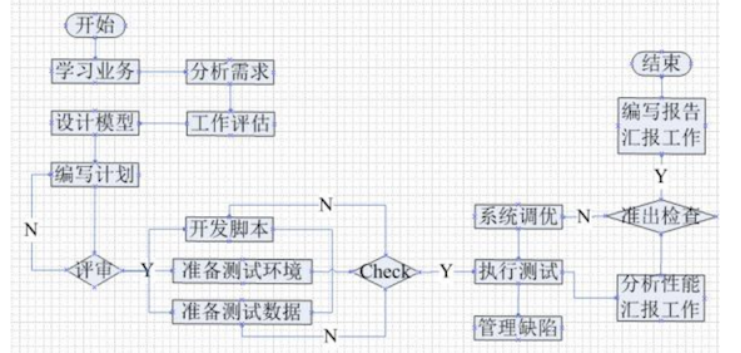 开始
学习业务
分析需求
设计模型
工作评估
编写计划
N
评审
Y
开发脚本
准备测试环境
准备测试数据
N
N
Check
Y
系统调优
执行测试
管理缺陷
N
准出检查
分析性能
汇报工作
Y
编写报告
汇报工作
结束